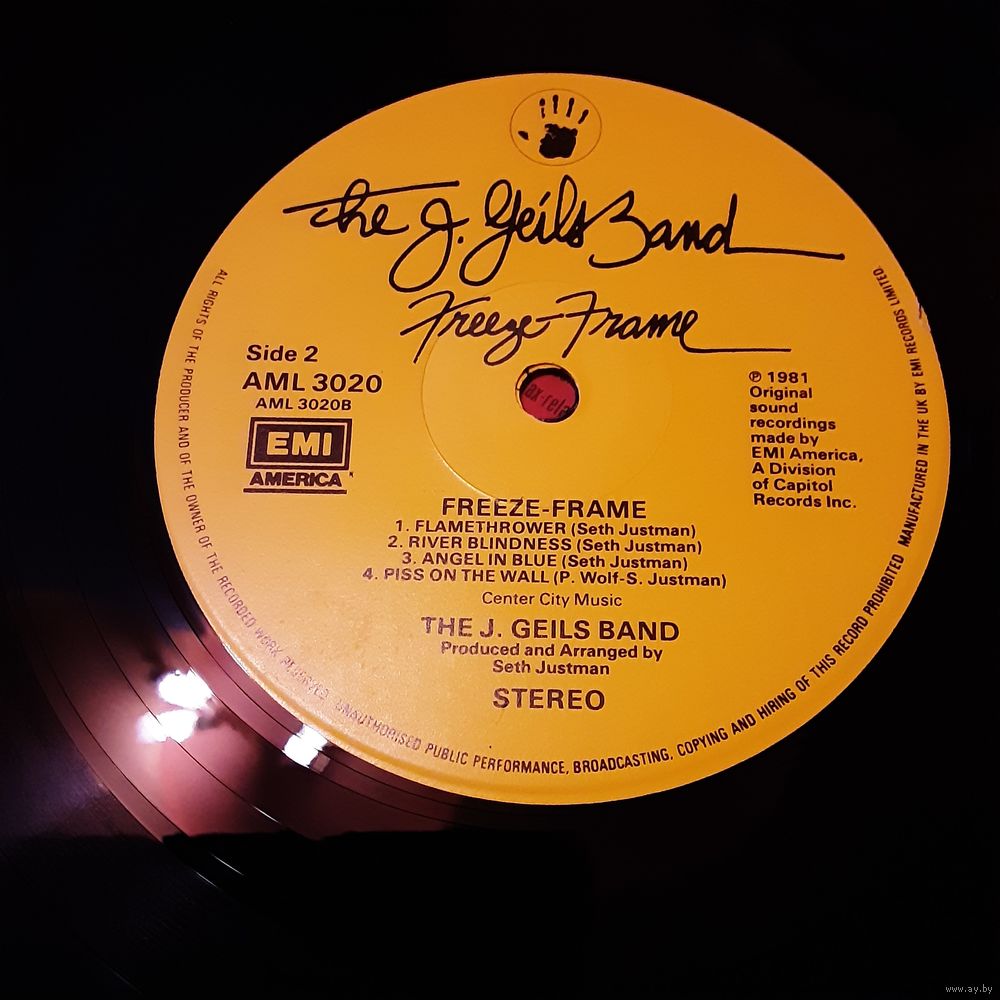 The J. Geils Band
Freeze-Frame
Side 2
AML 3020
AML 3020B
EMI
AMERICA
℗ 1981
Original
sound
recordings
made by
EMI America,
A Division
of Capitol
Records Inc.
FREEZE-FRAME
1. FLAMETHROWER (Seth Justman)
2. RIVER BLINDNESS (Seth Justman)
3. ANGEL IN BLUE (Seth Justman)
4. PISS ON THE WALL (P. Wolf-S. Justman)
Center City Music
THE J. GEILS BAND
Produced and Arranged by
Seth Justman
STEREO
ALL RIGHTS OF THE PRODUCER AND OF THE OWNER OF THE RECORDED WORK RESERVED. UNAUTHORISED PUBLIC PERFORMANCE, BROADCASTING, COPYING AND HIRING OF THIS RECORD PROHIBITED MANUFACTURED IN THE UK BY EMI RECORDS LIMITED.
www.ay.by